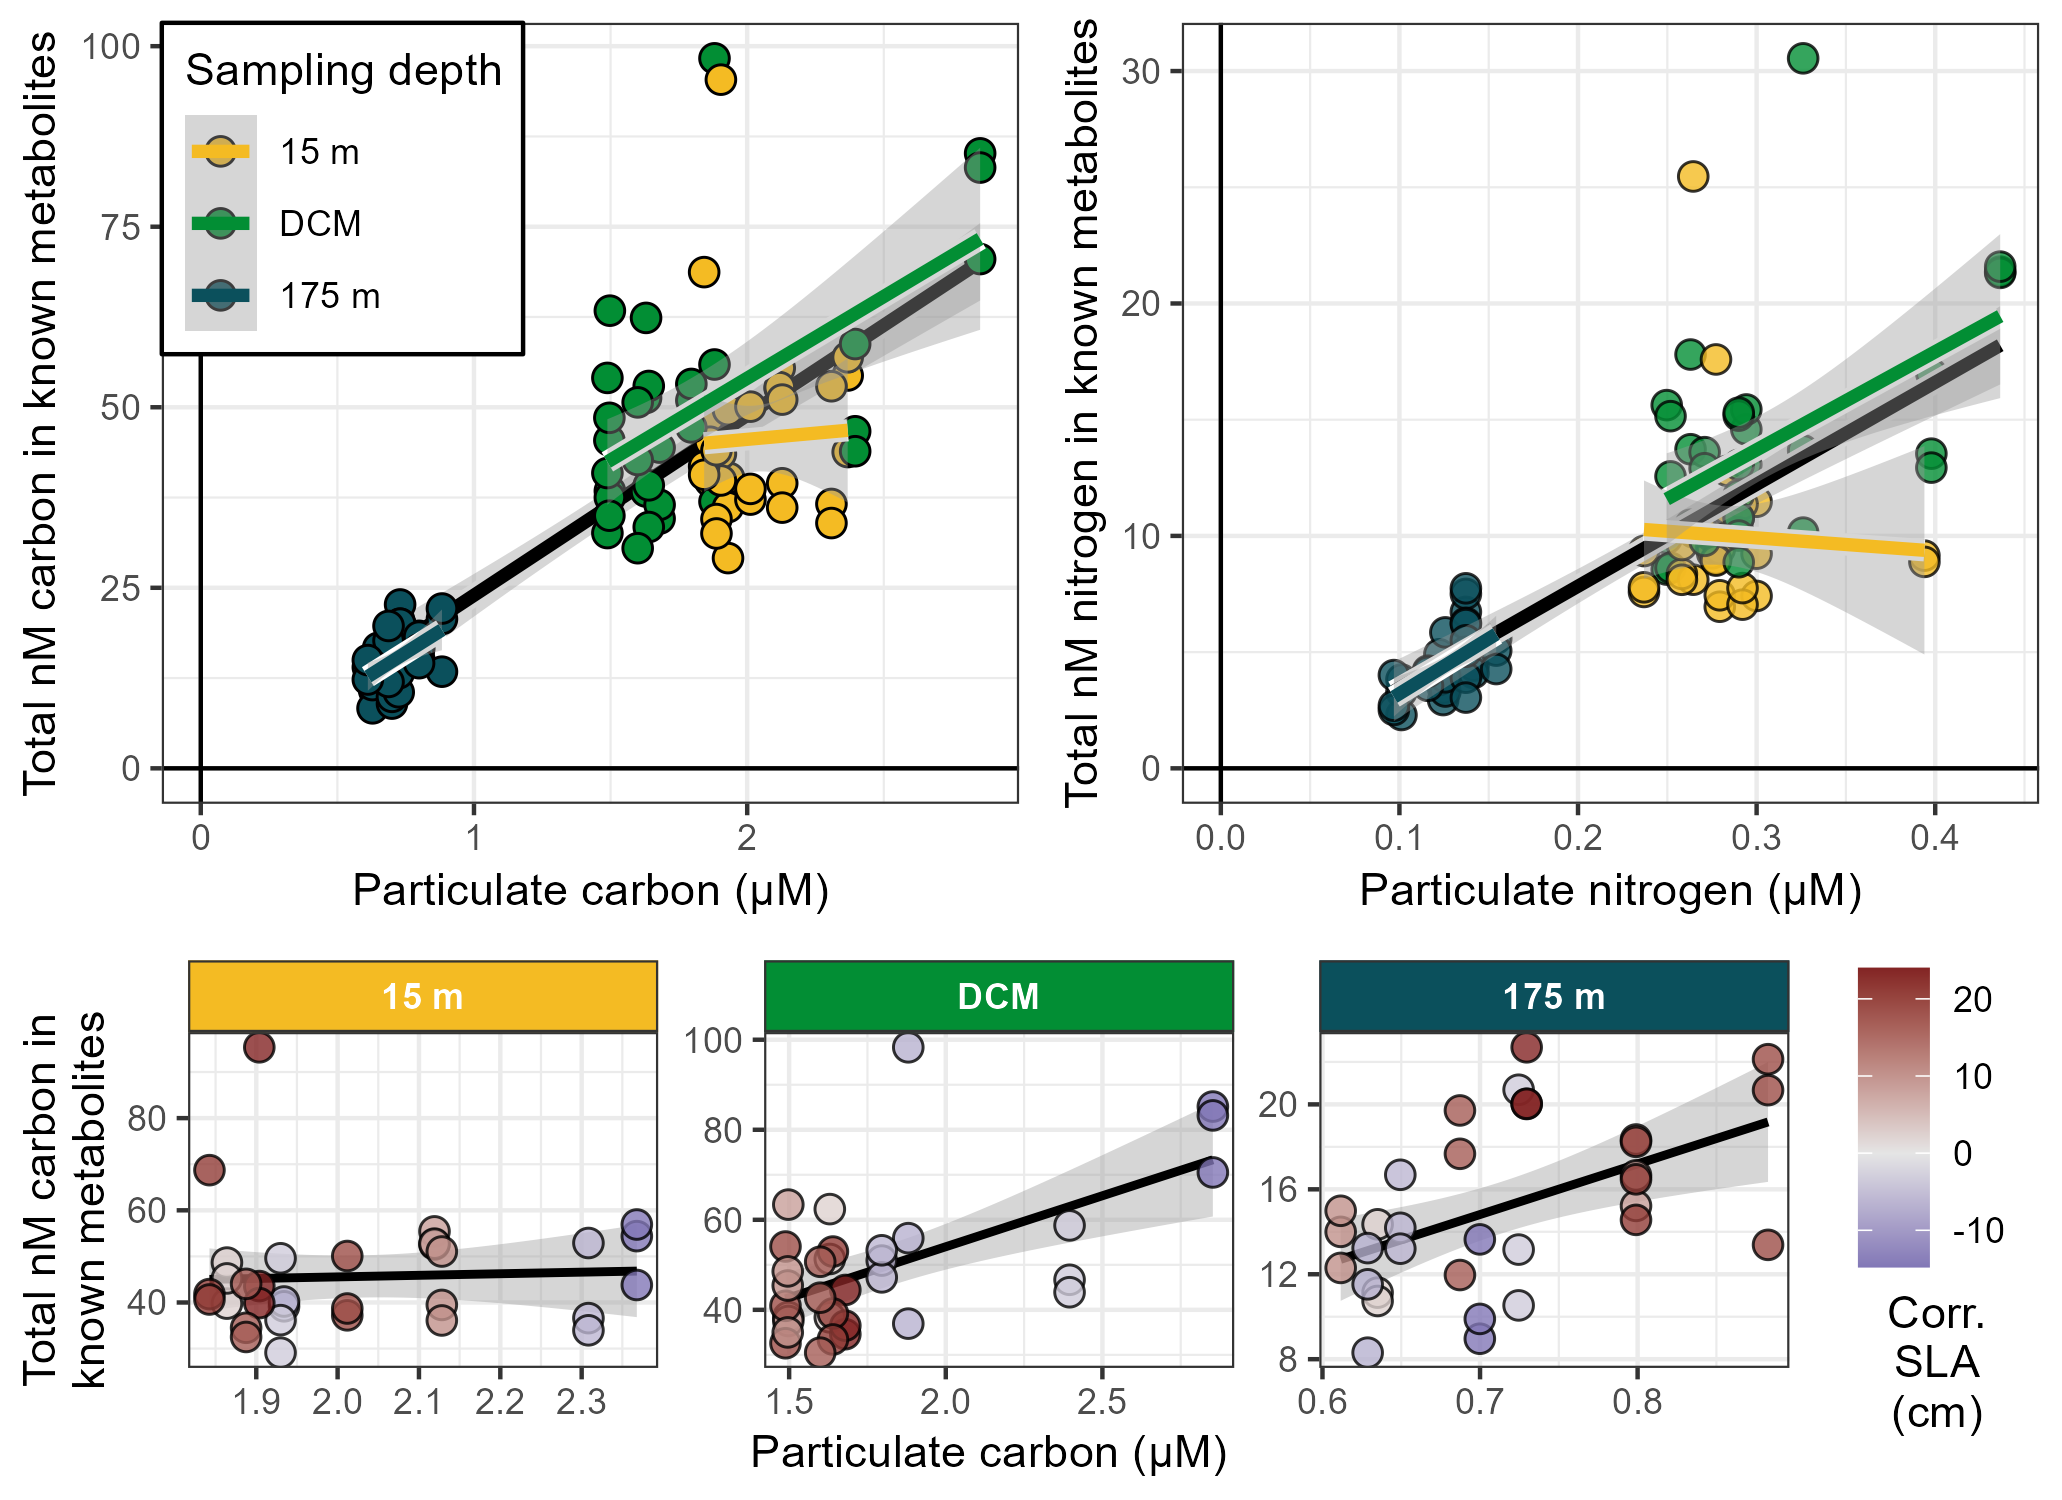 Total nM carbon in known metabolites
100
75
50
25
0
Sampling depth
15 m
DCM
175 m
0
1
2
Particulate carbon (µM)
Total nM nitrogen in known metabolites
30
20
10
0
0.0
0.1
0.2
0.3
0.4
Particulate nitrogen (µM)
Total nM carbon in
known metabolites
15 m
80
60
40
1.9
2.0
2.1
2.2
2.3
DCM
100
80
60
40
1.5
2.0
2.5
175 m
20
16
12
8
0.6
0.7
0.8
Particulate carbon (µM)
20
10
0
-10
Corr.
SLA
(cm)